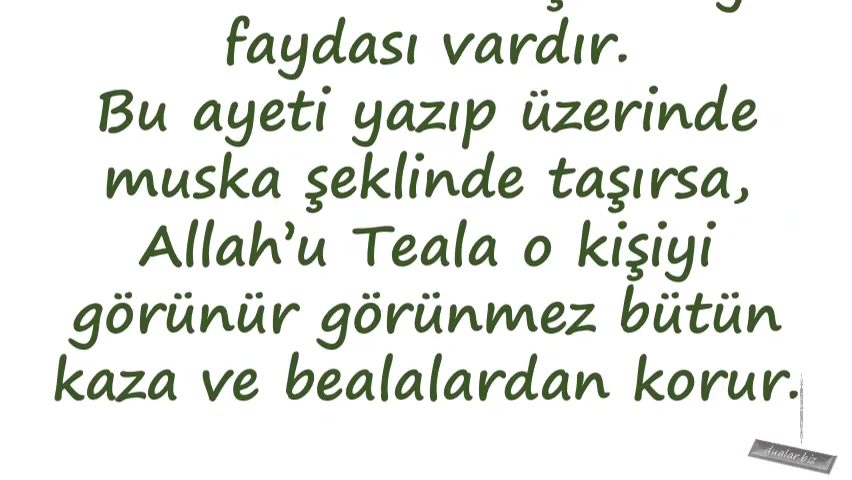 faydası vardır.
Bu ayeti yazıp üzerinde
muska şeklinde taşırsa,
Allah’u Teala o kişiyi
görünür görünmez bütün
kaza ve bealalardan korur.
dualar.biz